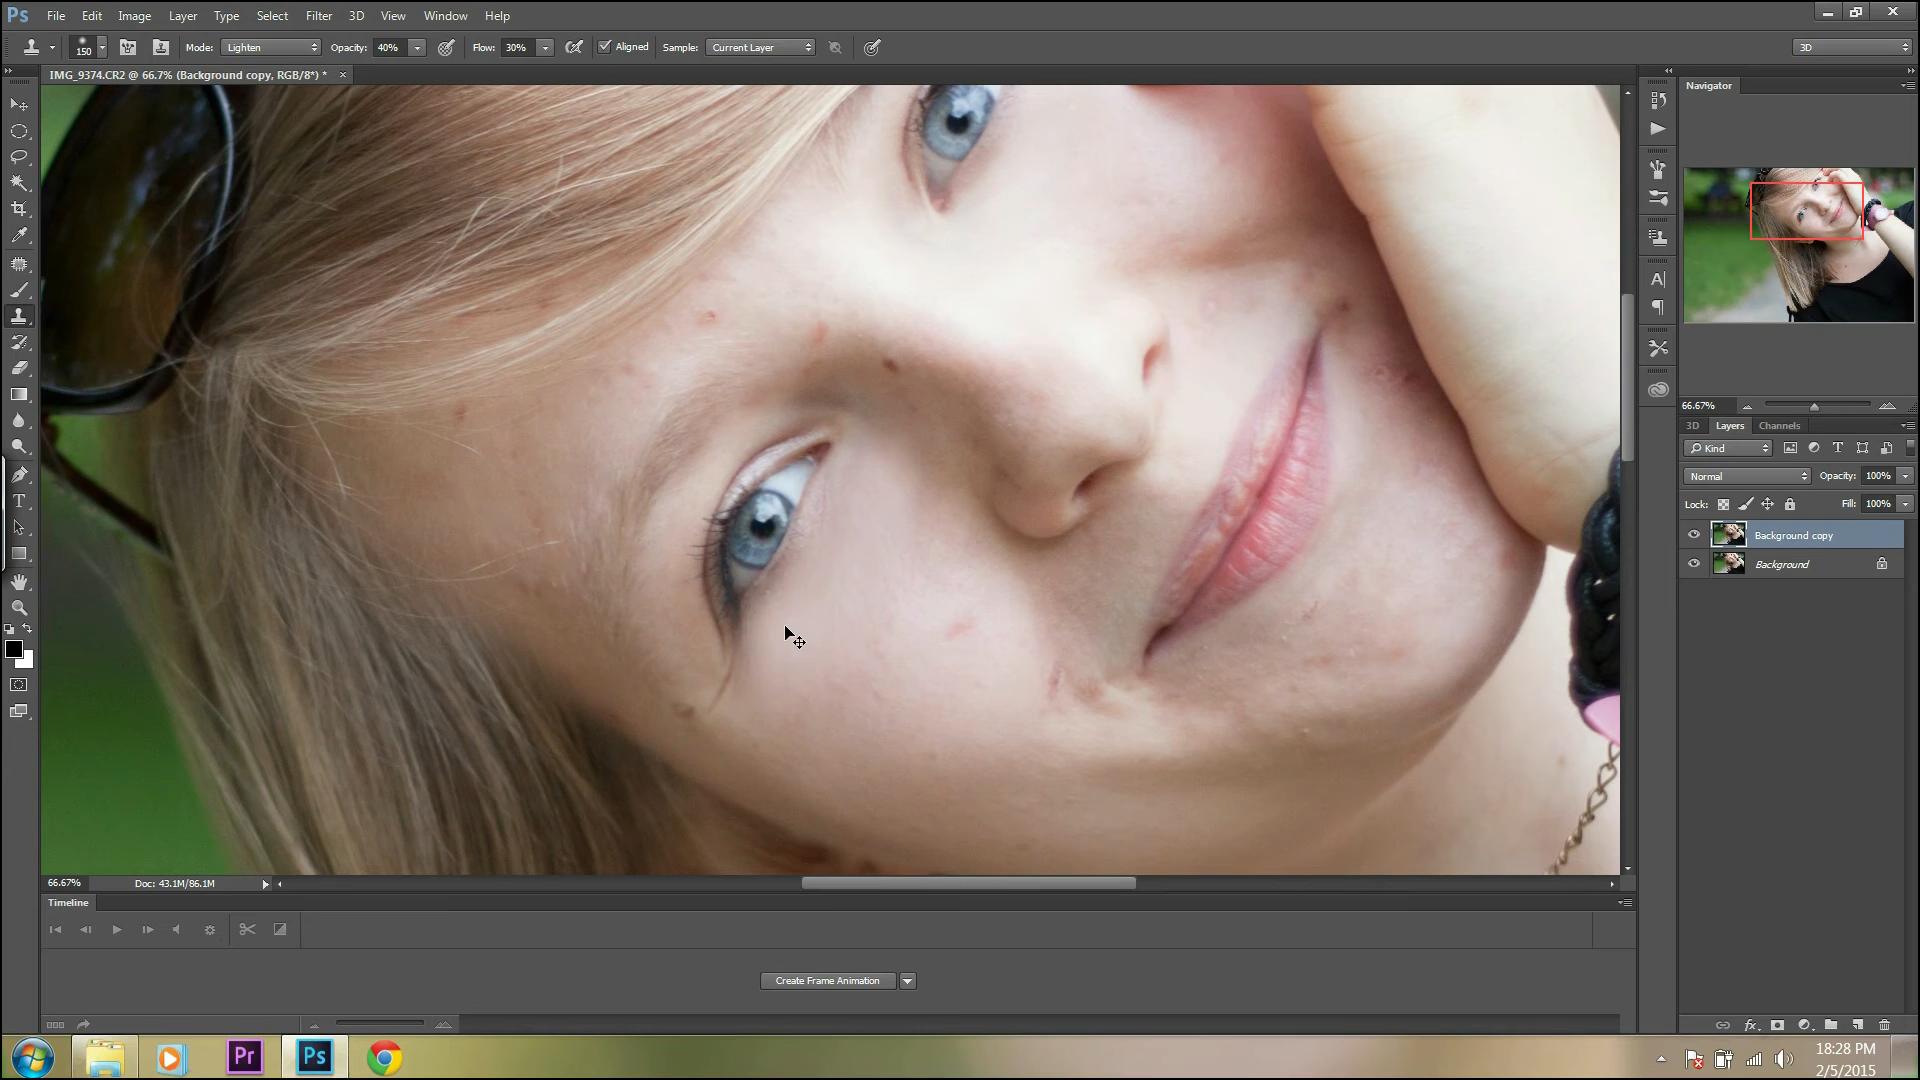 Ps File Edit Image Layer Type Select Filter 3D View Window Help
150 Mode: Lighten Opacity: 40% Flow: 30% Aligned Sample: Current Layer 3D
IMG_9374.CR2 @ 66.7% (Background copy, RGB/8*) * ×
Navigator
66.67%
3D Layers Channels
Kind T
Normal Opacity: 100%
Lock: Fill: 100%
Background copy
Background
A
T
66.67% Doc: 43.1M/86.1M
Timeline
Create Frame Animation
fx
Pr Ps
18:28 PM
2/5/2015